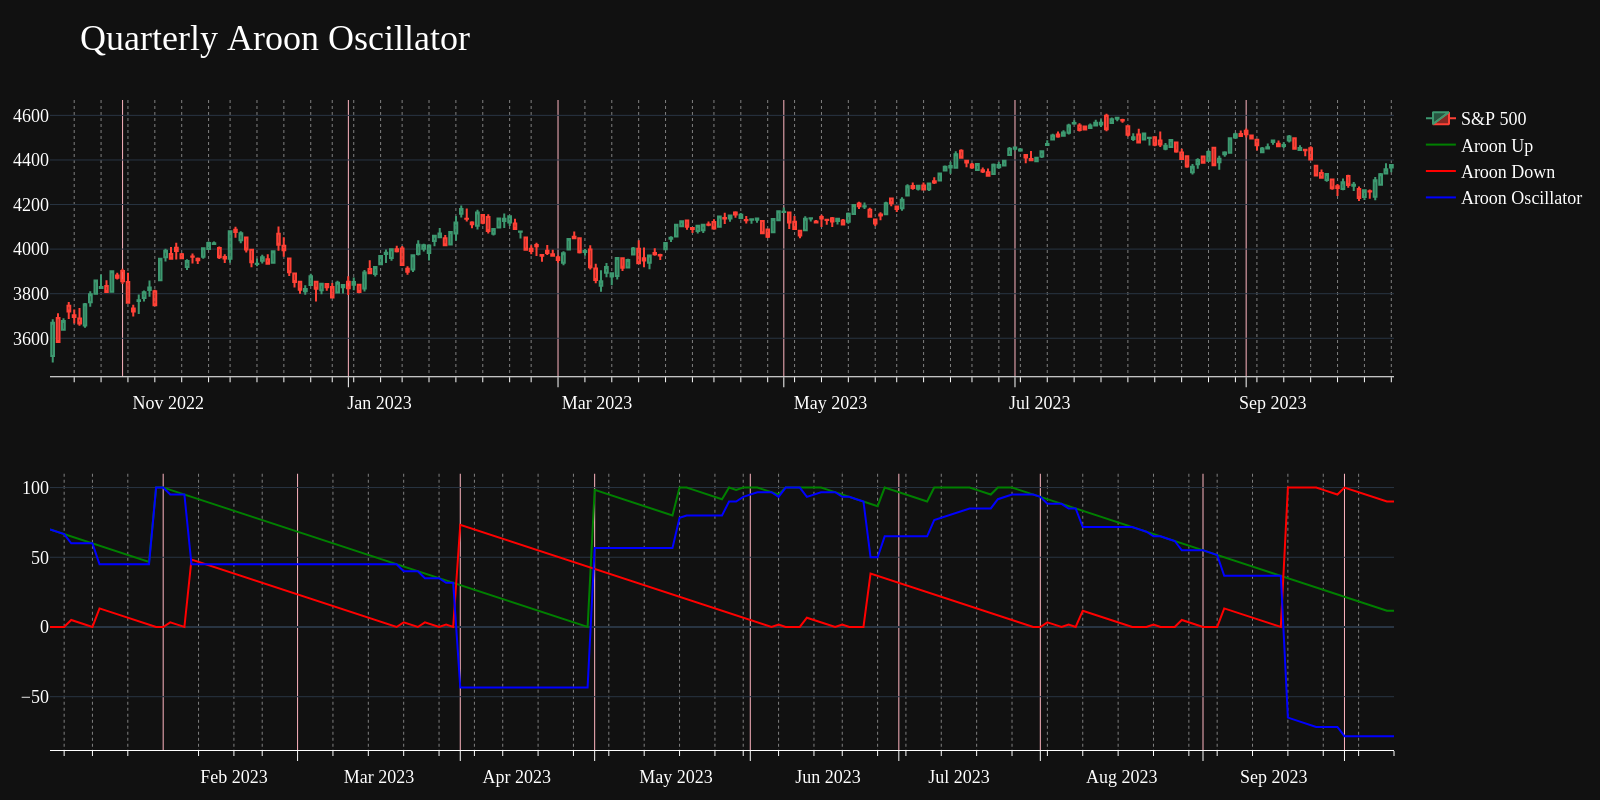 Quarterly Aroon Oscillator
4600
4400
4200
4000
3800
3600
Nov 2022 Jan 2023 Mar 2023 May 2023 Jul 2023 Sep 2023
S&P 500
Aroon Up
Aroon Down
Aroon Oscillator
100
50
0
−50
Feb 2023 Mar 2023 Apr 2023 May 2023 Jun 2023 Jul 2023 Aug 2023 Sep 2023